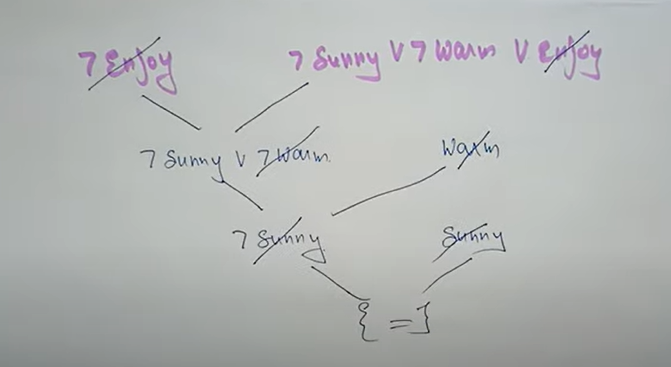 7 Enjoy 7 Sunny V 7 Warm V Enjoy
7 Sunny V 7 Warm
Warm
7 Sunny
Sunny
{ = }